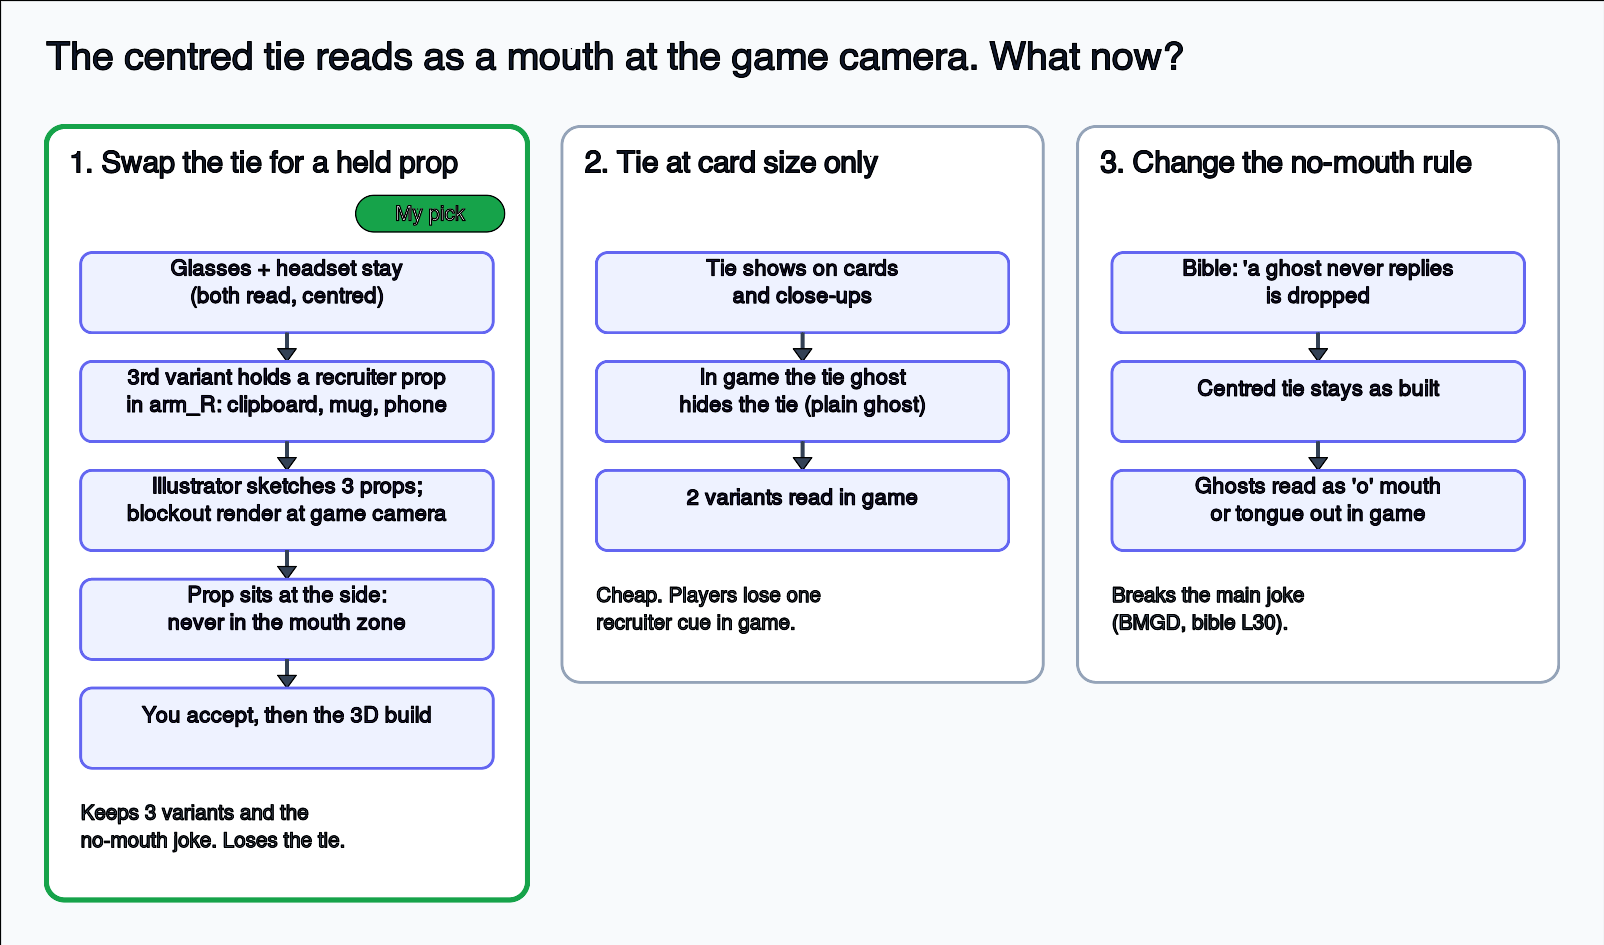 The centred tie reads as a mouth at the game camera. What now?
1. Swap the tie for a held prop
My pick
Glasses + headset stay
(both read, centred)
3rd variant holds a recruiter prop
in arm_R: clipboard, mug, phone
Illustrator sketches 3 props;
blockout render at game camera
Prop sits at the side:
never in the mouth zone
You accept, then the 3D build
Keeps 3 variants and the
no-mouth joke. Loses the tie.
2. Tie at card size only
Tie shows on cards
and close-ups
In game the tie ghost
hides the tie (plain ghost)
2 variants read in game
Cheap. Players lose one
recruiter cue in game.
3. Change the no-mouth rule
Bible: 'a ghost never replies
is dropped
Centred tie stays as built
Ghosts read as 'o' mouth
or tongue out in game
Breaks the main joke
(BMGD, bible L30).